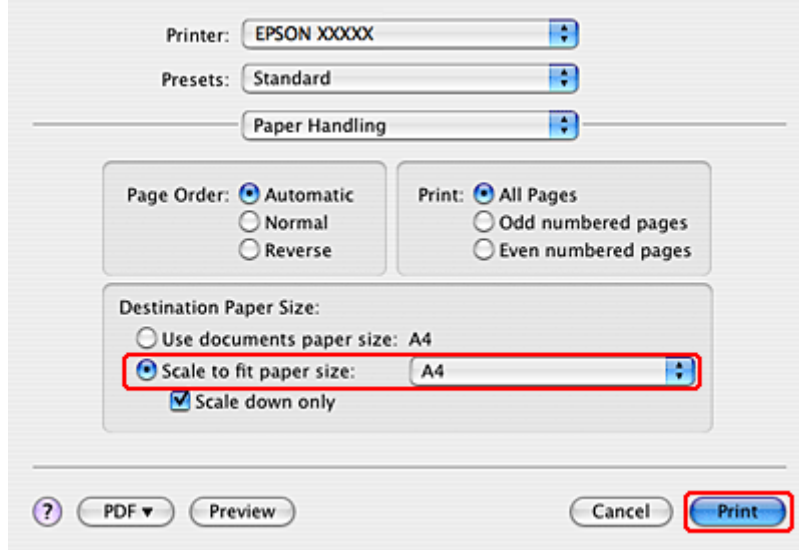 Printer: EPSON XXXXX
Presets: Standard
Paper Handling
Page Order: Automatic
Normal
Reverse
Print: All Pages
Odd numbered pages
Even numbered pages
Destination Paper Size:
Use documents paper size: A4
Scale to fit paper size: A4
Scale down only
? PDF▼ Preview Cancel Print